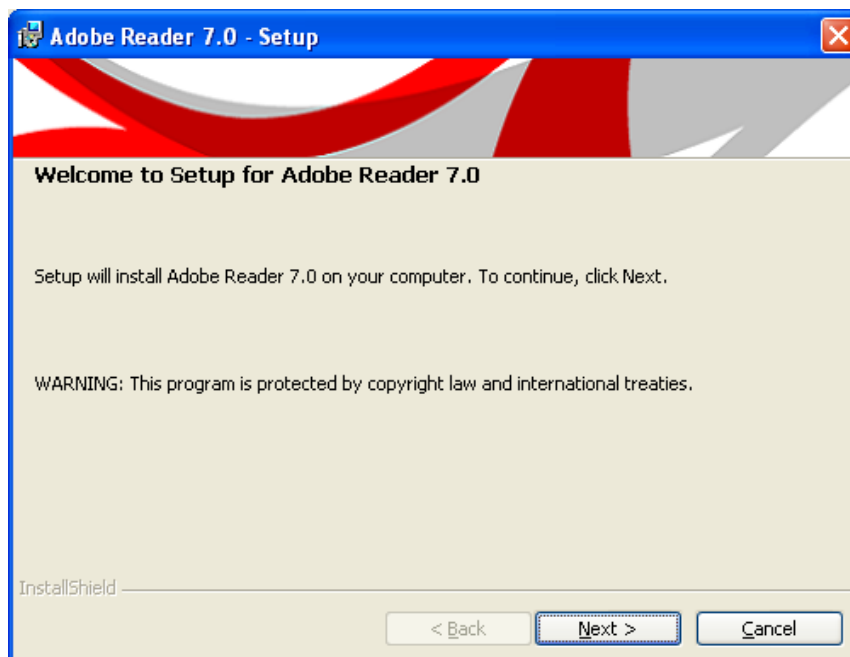 Adobe Reader 7.0 - Setup
Welcome to Setup for Adobe Reader 7.0
Setup will install Adobe Reader 7.0 on your computer. To continue, click Next.
WARNING: This program is protected by copyright law and international treaties.
InstallShield
< Back Next > Cancel